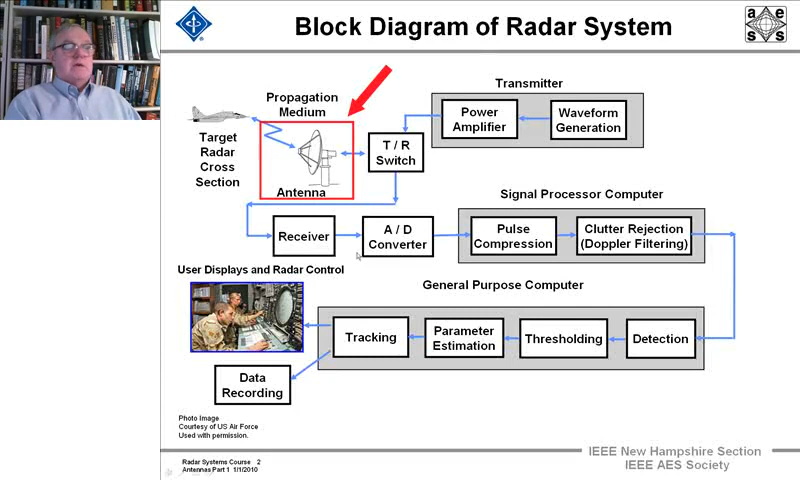 Block Diagram of Radar System
a e
s s
Transmitter
Propagation
Medium
Power
Amplifier
Waveform
Generation
Target
Radar
Cross
Section
T / R
Switch
Antenna
Signal Processor Computer
Receiver
A / D
Converter
Pulse
Compression
Clutter Rejection
(Doppler Filtering)
User Displays and Radar Control
General Purpose Computer
Tracking
Parameter
Estimation
Thresholding
Detection
Data
Recording
Photo Image
Courtesy of US Air Force
Used with permission.
IEEE New Hampshire Section
IEEE AES Society
Radar Systems Course 2
Antennas Part 1 1/1/2010